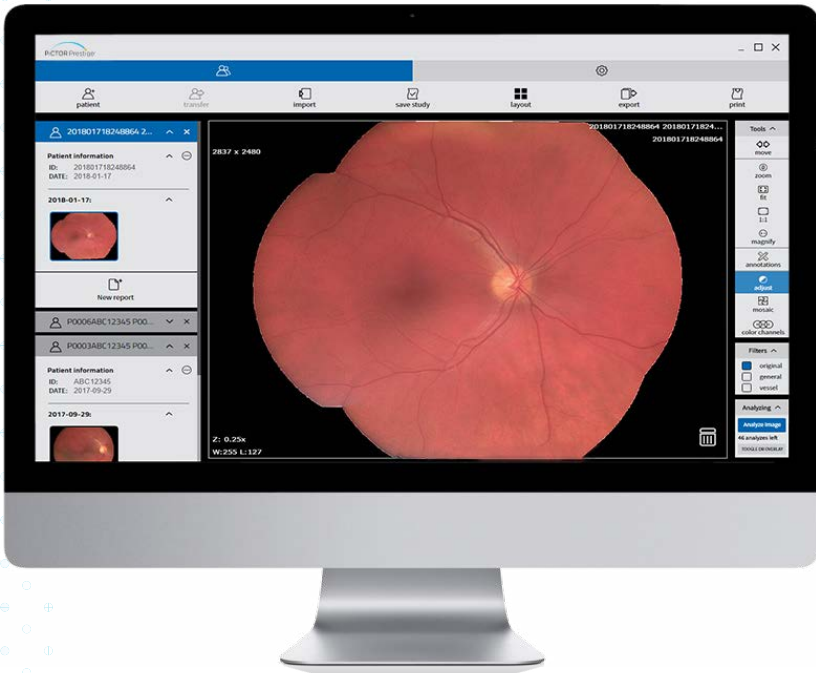 PiCTOR Prestige
patient
transfer
import
save study
layout
export
print
201801718248864 2...
Patient information
ID: 201801718248864
DATE: 2018-01-17
2018-01-17:
New report
P0006ABC12345 P00...
P0003ABC12345 P00...
Patient information
ID: ABC12345
DATE: 2017-09-29
2017-09-29:
2837 x 2480
201801718248864 20180171824...
201801718248864
Z: 0.25x
W:255 L:127
Tools
move
zoom
fit
1:1
magnify
annotations
adjust
mosaic
color channels
Filters
original
general
vessel
Analyzing
Analyze image
46 analyzes left
TOGGLE DR OVERLAY